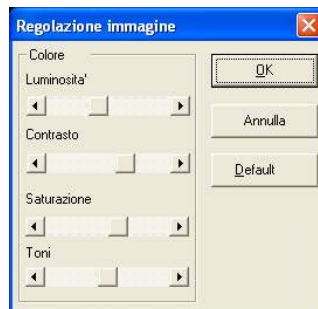 Regolazione immagine
Colore
Luminosita'
Contrasto
Saturazione
Toni
OK
Annulla
Default